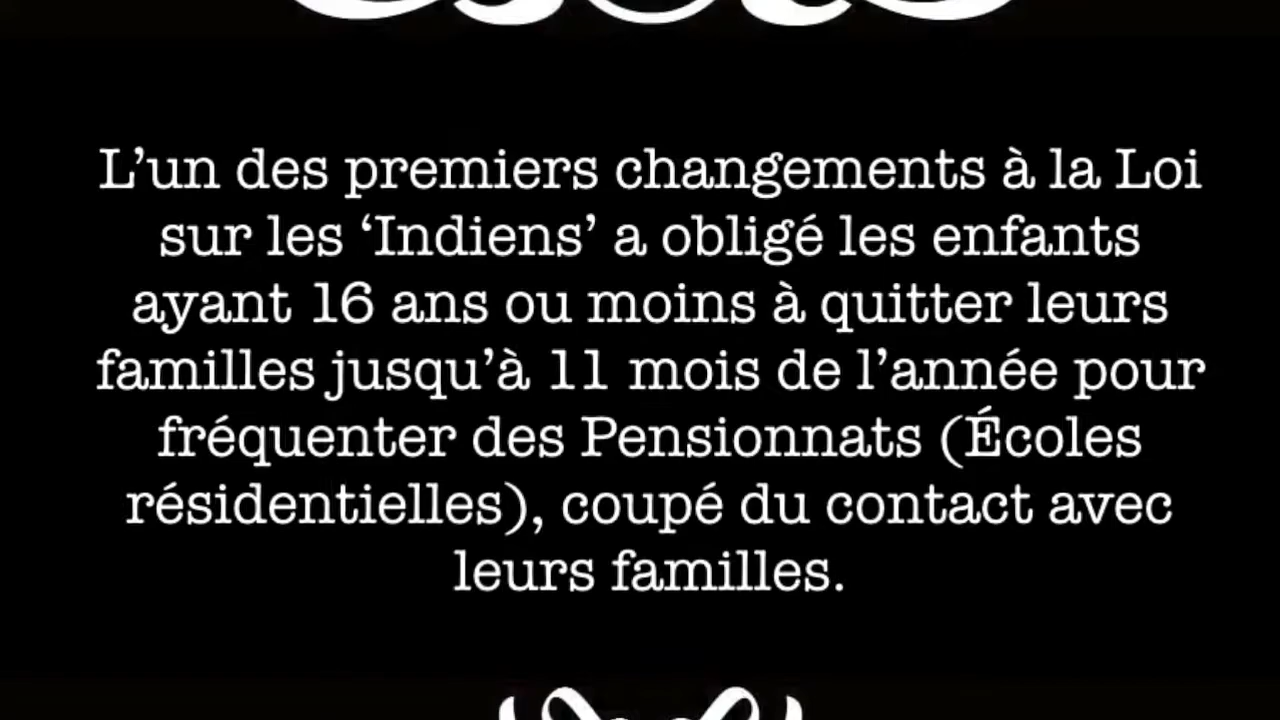 L’un des premiers changements à la Loi
sur les ‘Indiens’ a obligé les enfants
ayant 16 ans ou moins à quitter leurs
familles jusqu’à 11 mois de l’année pour
fréquenter des Pensionnats (Écoles
résidentielles), coupé du contact avec
leurs familles.